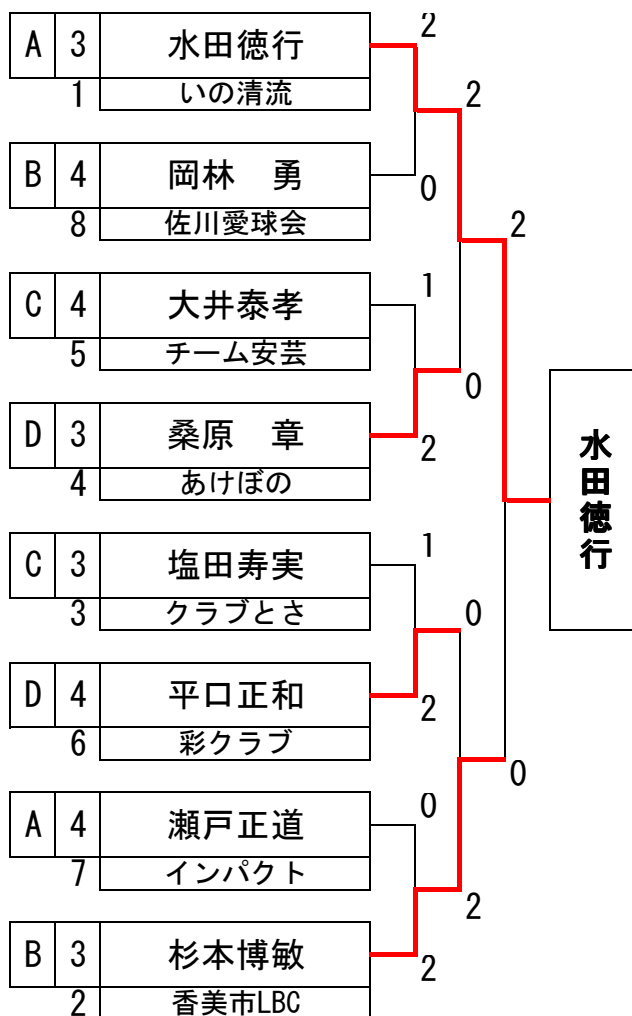 A 3 水田徳行 2
1 いの清流 2
B 4 岡林　勇 0
8 佐川愛球会 2
C 4 大井泰孝 1
5 チーム安芸 0
D 3 桑原　章 2
4 あけぼの
水田徳行
C 3 塩田寿実 1
3 クラブとさ 0
D 4 平口正和 2
6 彩クラブ 0
A 4 瀬戸正道 0
7 インパクト 2
B 3 杉本博敏 2
2 香美市LBC